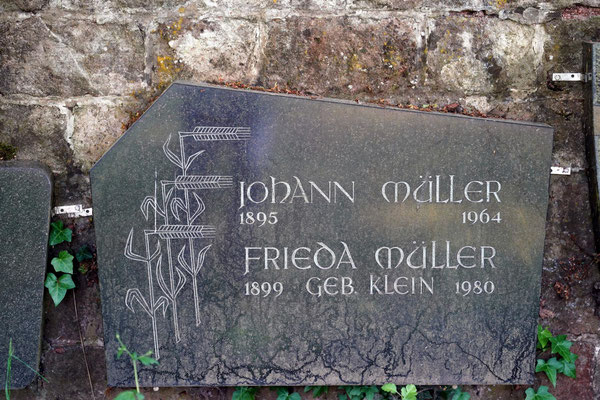 JOHANN MÜLLER
1895 1964
FRIEDA MÜLLER
1899 GEB. KLEIN 1980